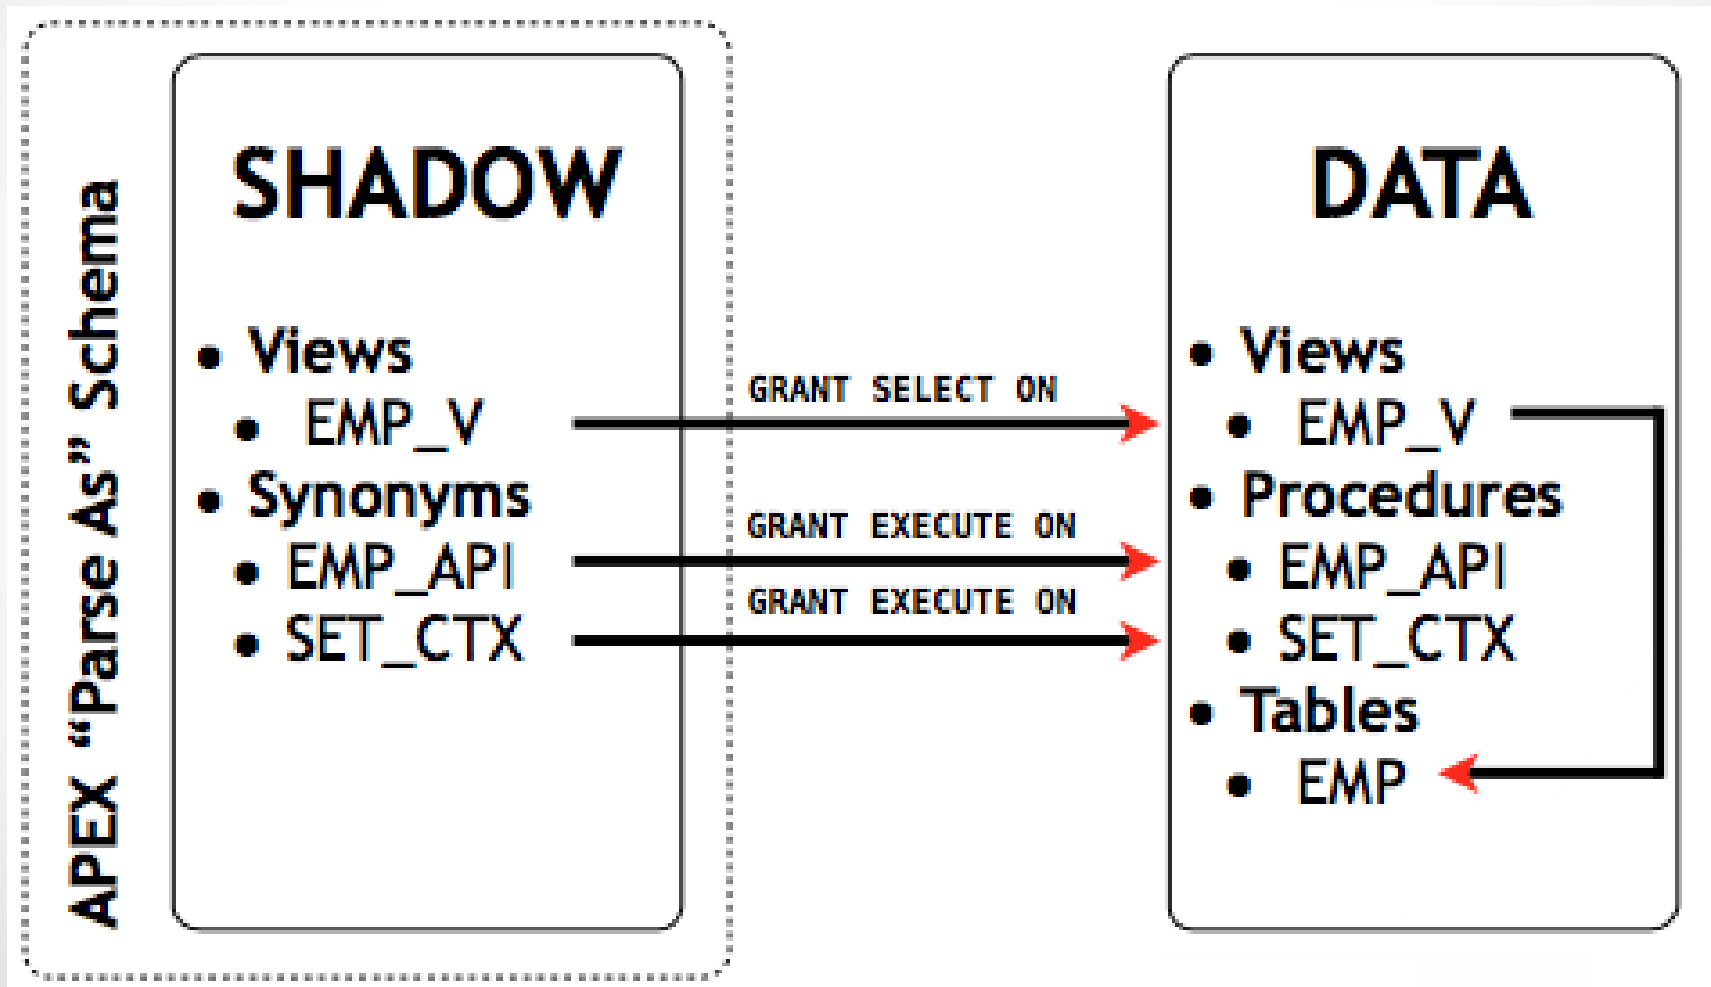 APEX “Parse As” Schema
SHADOW
• Views
• EMP_V
• Synonyms
• EMP_API
• SET_CTX
GRANT SELECT ON
GRANT EXECUTE ON
GRANT EXECUTE ON
DATA
• Views
• EMP_V
• Procedures
• EMP_API
• SET_CTX
• Tables
• EMP